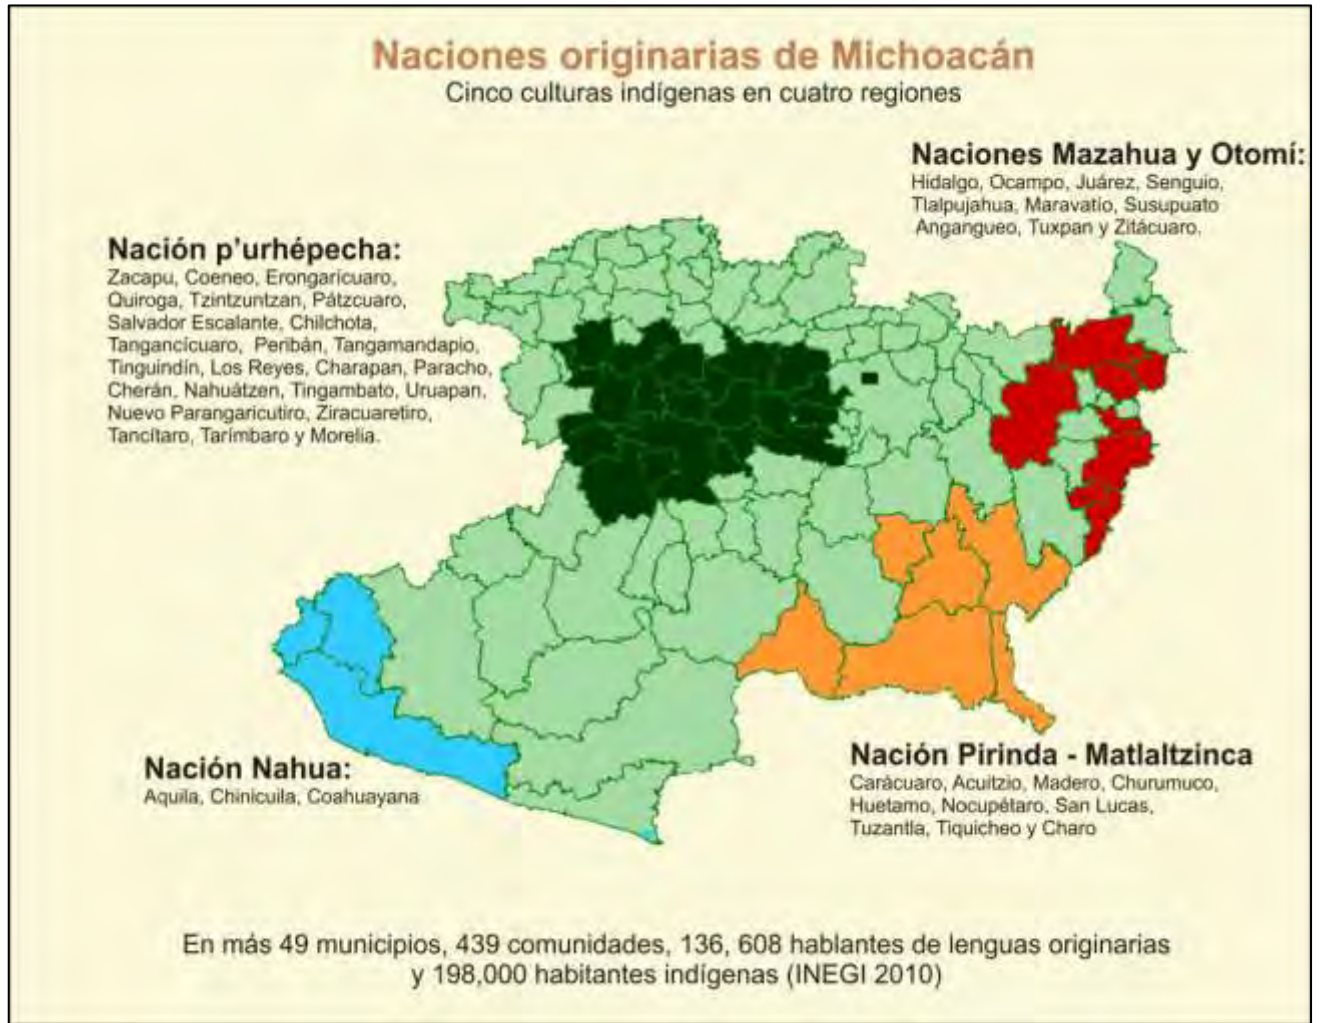 Naciones originarias de Michoacán
Cinco culturas indígenas en cuatro regiones
Naciones Mazahua y Otomí:
Hidalgo, Ocampo, Juárez, Senguio,
Tlalpujahua, Maravatío, Susupuato
Angangueo, Tuxpan y Zitácuaro.
Nación p'urhépecha:
Zacapu, Coeneo, Erongarícuaro,
Quiroga, Tzintzuntzan, Pátzcuaro,
Salvador Escalante, Chilchota,
Tangancícuaro, Peribán, Tangamandapio,
Tinguindín, Los Reyes, Charapan, Paracho,
Cherán, Nahuátzen, Tingambato, Uruapan,
Nuevo Parangaricutiro, Ziracuaretiro,
Tancítaro, Tarímbaro y Morelia.
Nación Nahua:
Aquila, Chinicuila, Coahuayana
Nación Pirinda - Matlaltzinca
Carácuaro, Acuitzio, Madero, Churumuco,
Huetamo, Nocupétaro, San Lucas,
Tuzantla, Tiquicheo y Charo
En más 49 municipios, 439 comunidades, 136, 608 hablantes de lenguas originarias
y 198,000 habitantes indígenas (INEGI 2010)